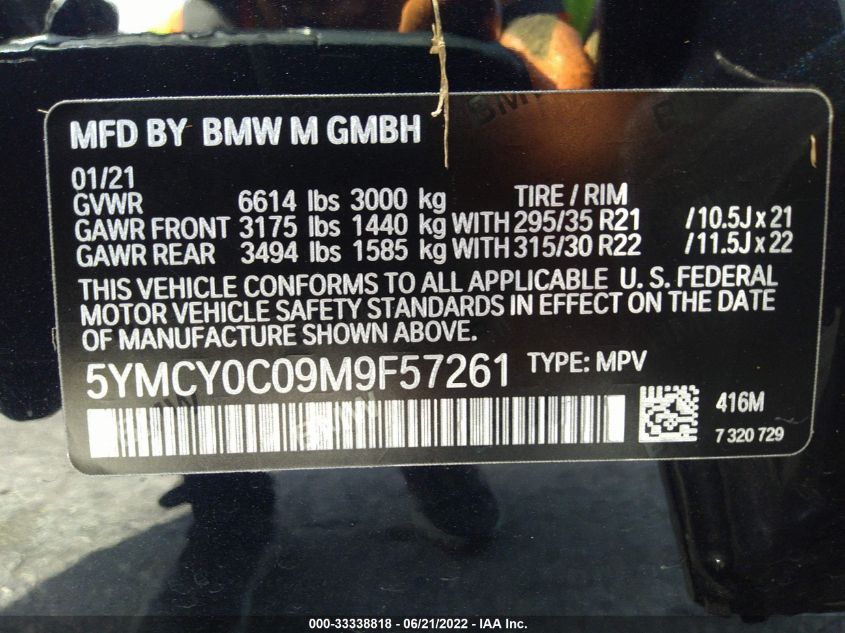 MFD BY BMW M GMBH
01/21
GVWR 6614 lbs 3000 kg TIRE / RIM
GAWR FRONT 3175 lbs 1440 kg WITH 295/35 R21 /10.5J x 21
GAWR REAR 3494 lbs 1585 kg WITH 315/30 R22 /11.5J x 22
THIS VEHICLE CONFORMS TO ALL APPLICABLE U. S. FEDERAL
MOTOR VEHICLE SAFETY STANDARDS IN EFFECT ON THE DATE
OF MANUFACTURE SHOWN ABOVE.
5YMCY0C09M9F57261 TYPE: MPV
416M
7 320 729
000-33338818 - 06/21/2022 - IAA Inc.